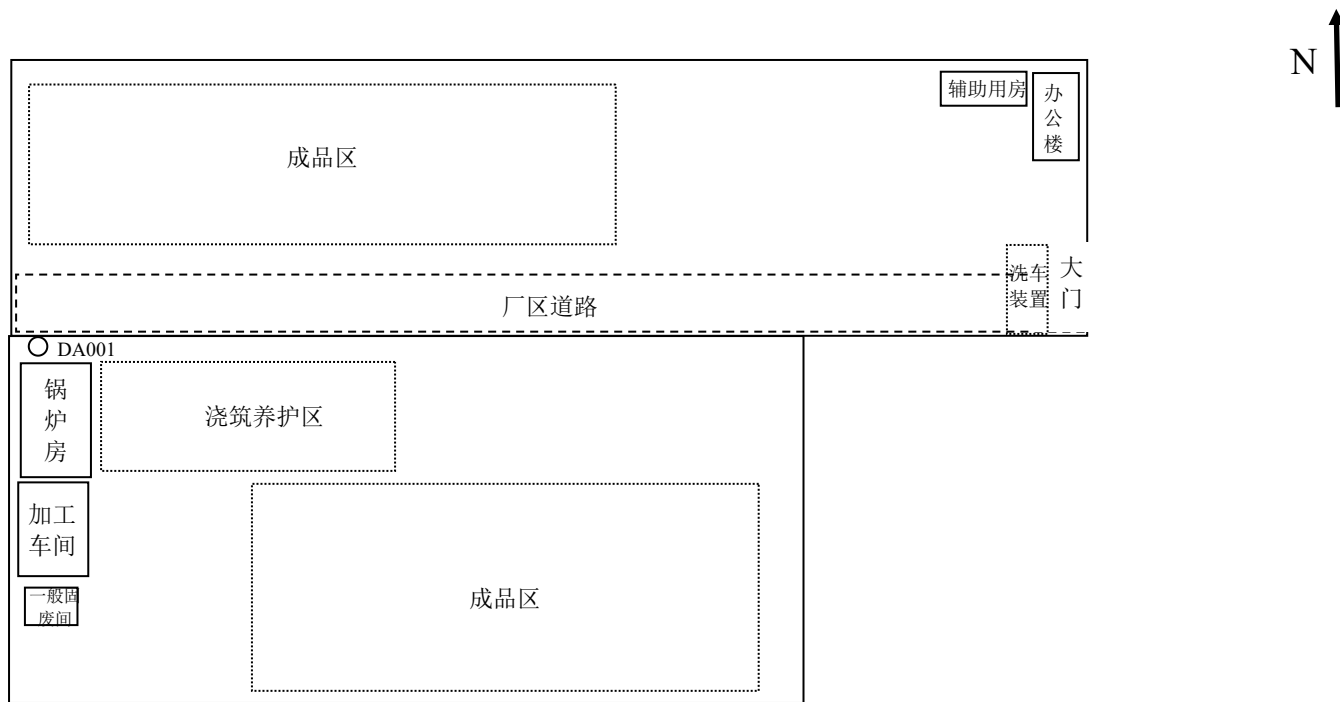 N
辅助用房
办
公
楼
成品区
洗车
装置
大
门
厂区道路
DA001
锅
炉
房
浇筑养护区
加工
车间
一般固
废间
成品区